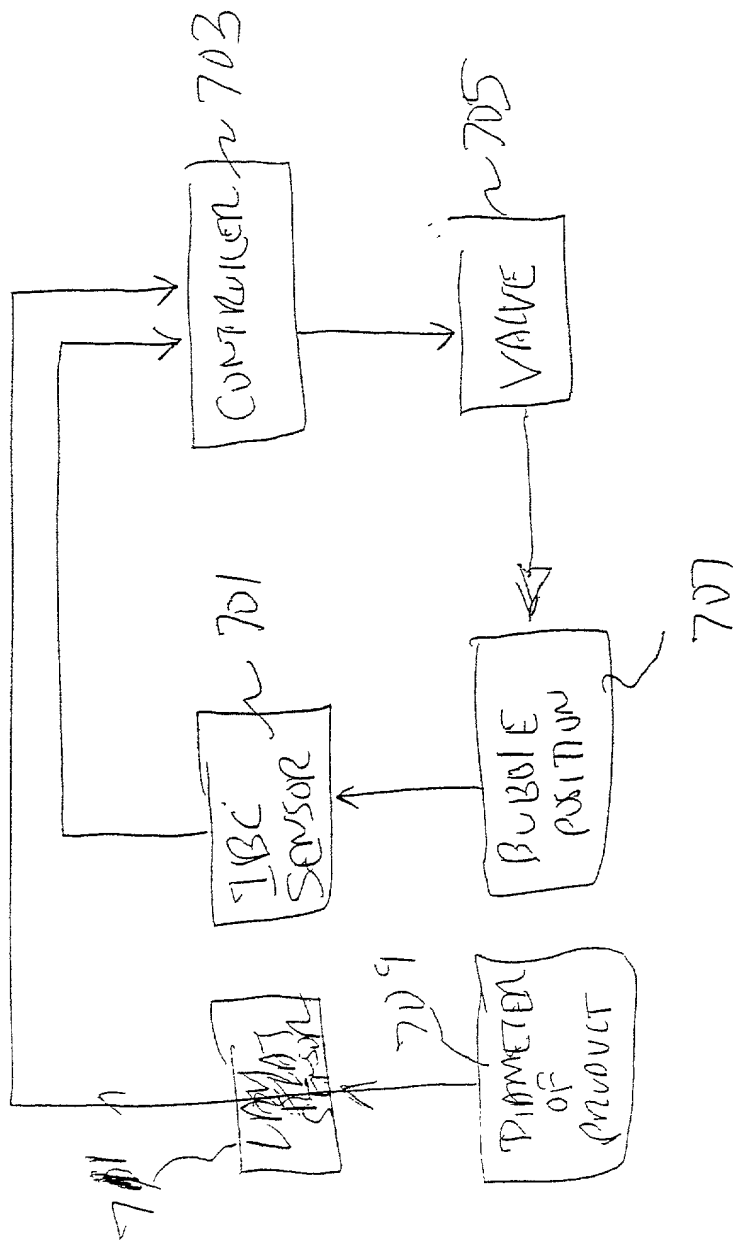 CONTROLLER
703
IBC
SENSOR
701
VALVE
705
BUBBLE
POSITION
707
709
DIAMETER
OF
PRODUCT